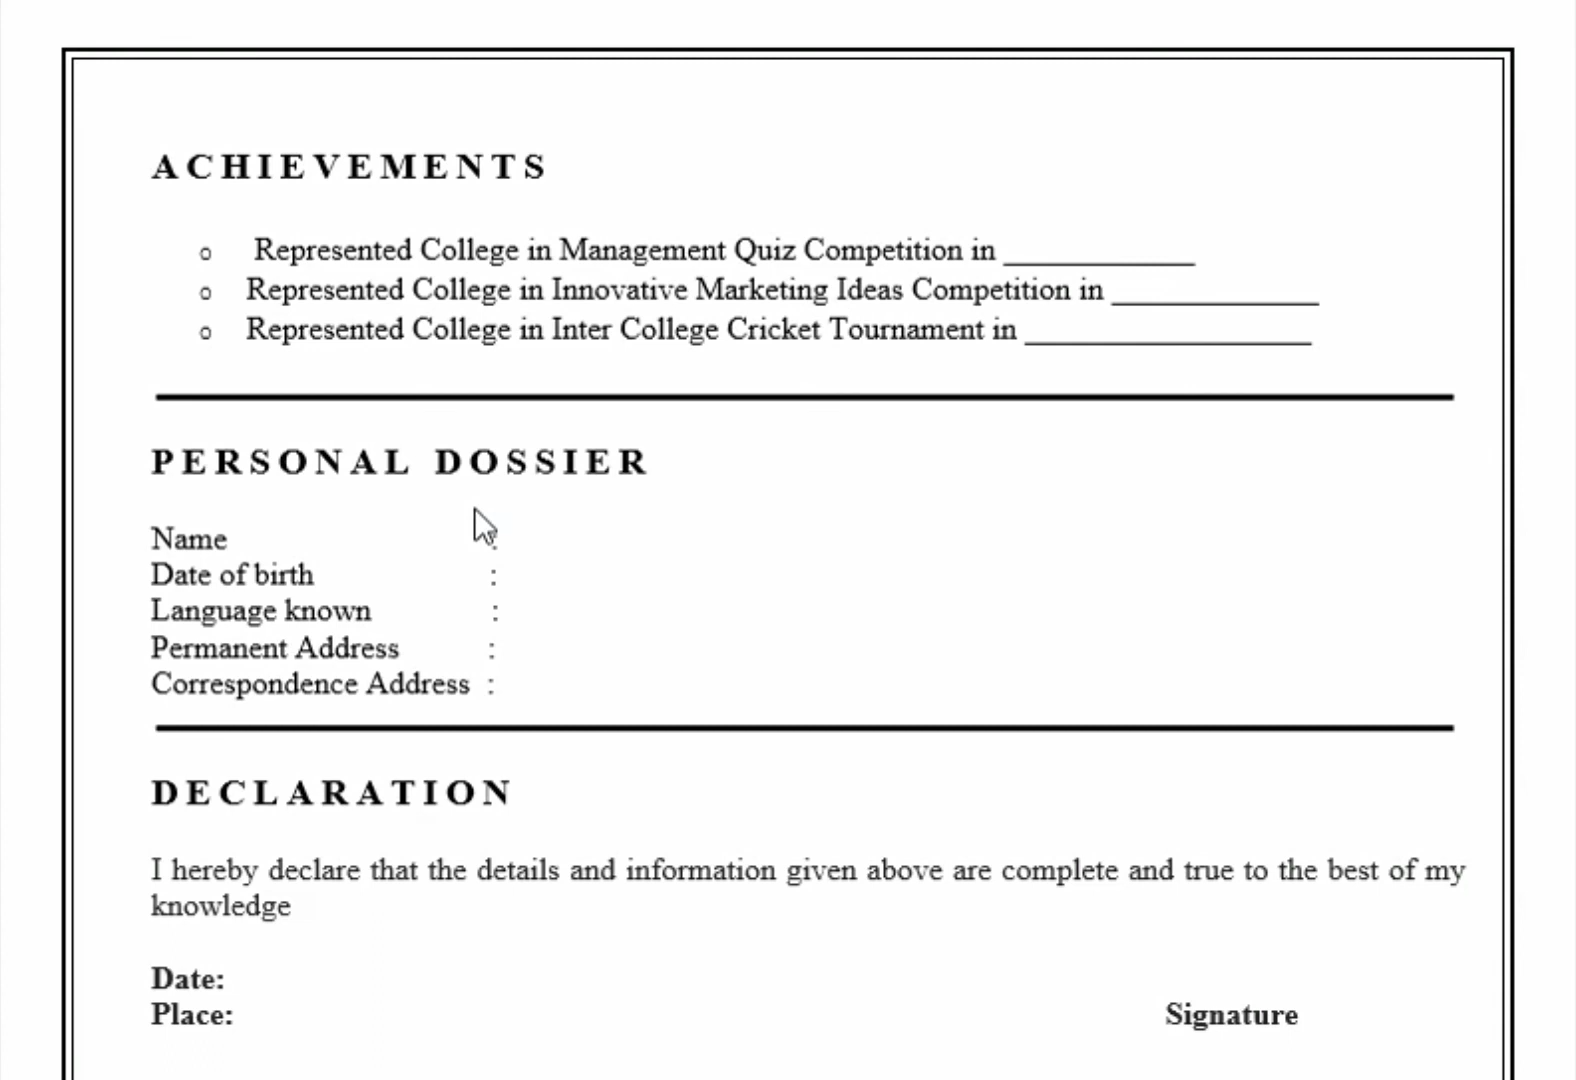 ACHIEVEMENTS
o Represented College in Management Quiz Competition in ____________
o Represented College in Innovative Marketing Ideas Competition in _____________
o Represented College in Inter College Cricket Tournament in __________________
PERSONAL DOSSIER
Name :
Date of birth :
Language known :
Permanent Address :
Correspondence Address :
DECLARATION
I hereby declare that the details and information given above are complete and true to the best of my
knowledge
Date:
Place: Signature